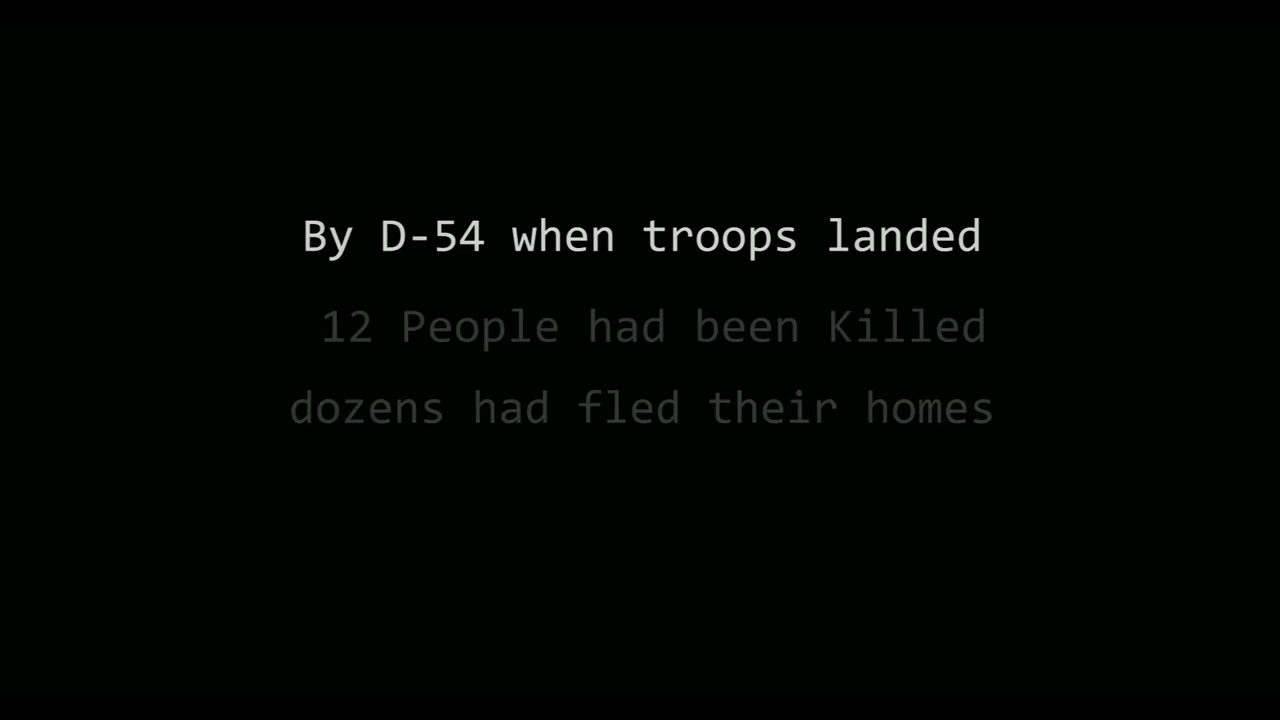 By D-54 when troops landed
12 People had been Killed
dozens had fled their homes